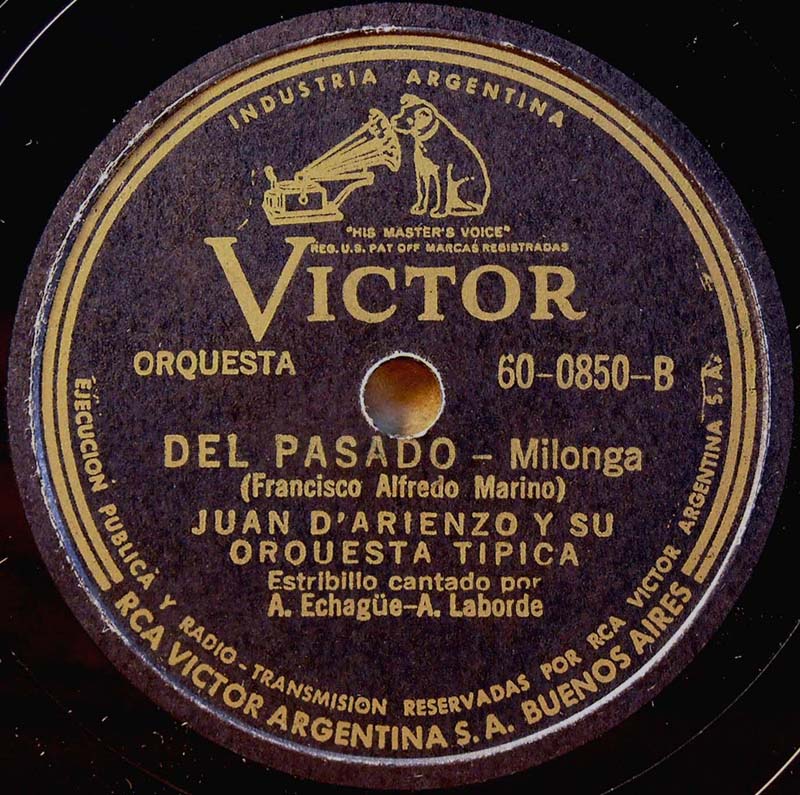 INDUSTRIA ARGENTINA
"HIS MASTER'S VOICE"
REG. U.S. PAT OFF MARCAS REGISTRADAS
VICTOR
ORQUESTA
60-0850-B
DEL PASADO - Milonga
(Francisco Alfredo Marino)
JUAN D'ARIENZO Y SU
ORQUESTA TIPICA
Estribillo cantado por
A. Echagüe-A. Laborde
EJECUCION PUBLICA Y RADIO-TRANSMISION RESERVADAS POR RCA VICTOR ARGENTINA S.A.
RCA VICTOR ARGENTINA S.A. BUENOS AIRES